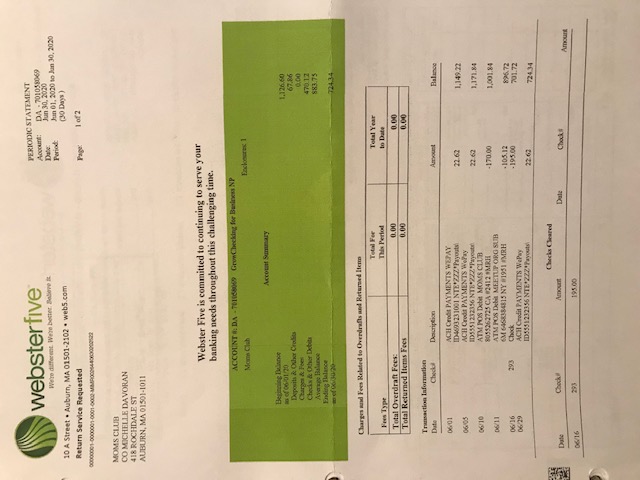 websterfive
We're different. We're better. Believe it.
10 A Street • Auburn, MA 01501-2102 • web5.com
Return Service Requested
PERIODIC STATEMENT
Account: DA - 701058069
Date Jun 30, 2020
Period: Jun 01, 2020 to Jun 30, 2020
(30 Days)
Page: 1 of 2
MOMS CLUB
CO MICHELLE DAVORAN
418 ROCHDALE ST
AUBURN, MA 01501-1011
Webster Five is committed to continuing to serve your
banking needs throughout this challenging time.
ACCOUNT #: DA - 701058069 GrowChecking for Business NP
Moms Club Enclosures: 1
Account Summary
Beginning Balance
as of 06/01/20 1,126.60
Deposits & Other Credits 67.86
Charges & Fees 0.00
Checks & Other Debits 470.12
Average Balance 883.75
Ending Balance
as of 06/30/20 724.34
Charges and Fees Related to Overdrafts and Returned Items
Fees Type Total For This Period Total Year to Date
Total Overdraft Fees: 0.00 0.00
Total Returned Items Fees 0.00 0.00
Transaction Information
Date Check# Description Amount Balance
06/01 ACH Credit PAYMENTS WEPAY
ID4693231001 NTE*ZZZ*Payout\ 22.62 1,149.22
06/05 ACH Credit PAYMENTS WePay
ID5551232356 NTE*ZZZ*Payout\ 22.62 1,171.84
06/10 ATM POS Debit MOMS CLUB
8055262725 CA #2412 #MRH -170.00 1,001.84
06/11 ATM POS Debit MEETUP ORG SUB
6M 6468384815 NY #1951 #MRH -105.12 896.72
06/16 293 Check -195.00 701.72
06/29 ACH Credit PAYMENTS WePay
ID5551232356 NTE*ZZZ*Payout\ 22.62 724.34
Checks Cleared
Date Check# Amount Date Check# Amount
06/16 293 195.00